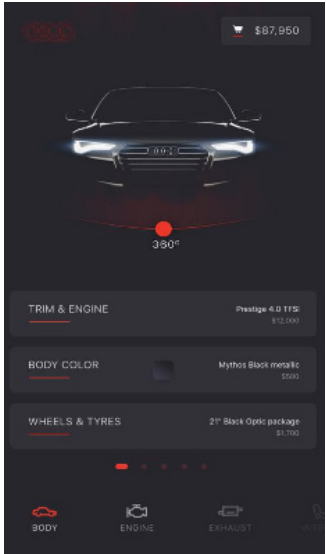 $87,950
360°
TRIM & ENGINE
Prestige 4.0 TFSI
$12,000
BODY COLOR
Mythos Black metallic
$580
WHEELS & TYRES
21" Black Optic package
$1,700
BODY
ENGINE
EXHAUST